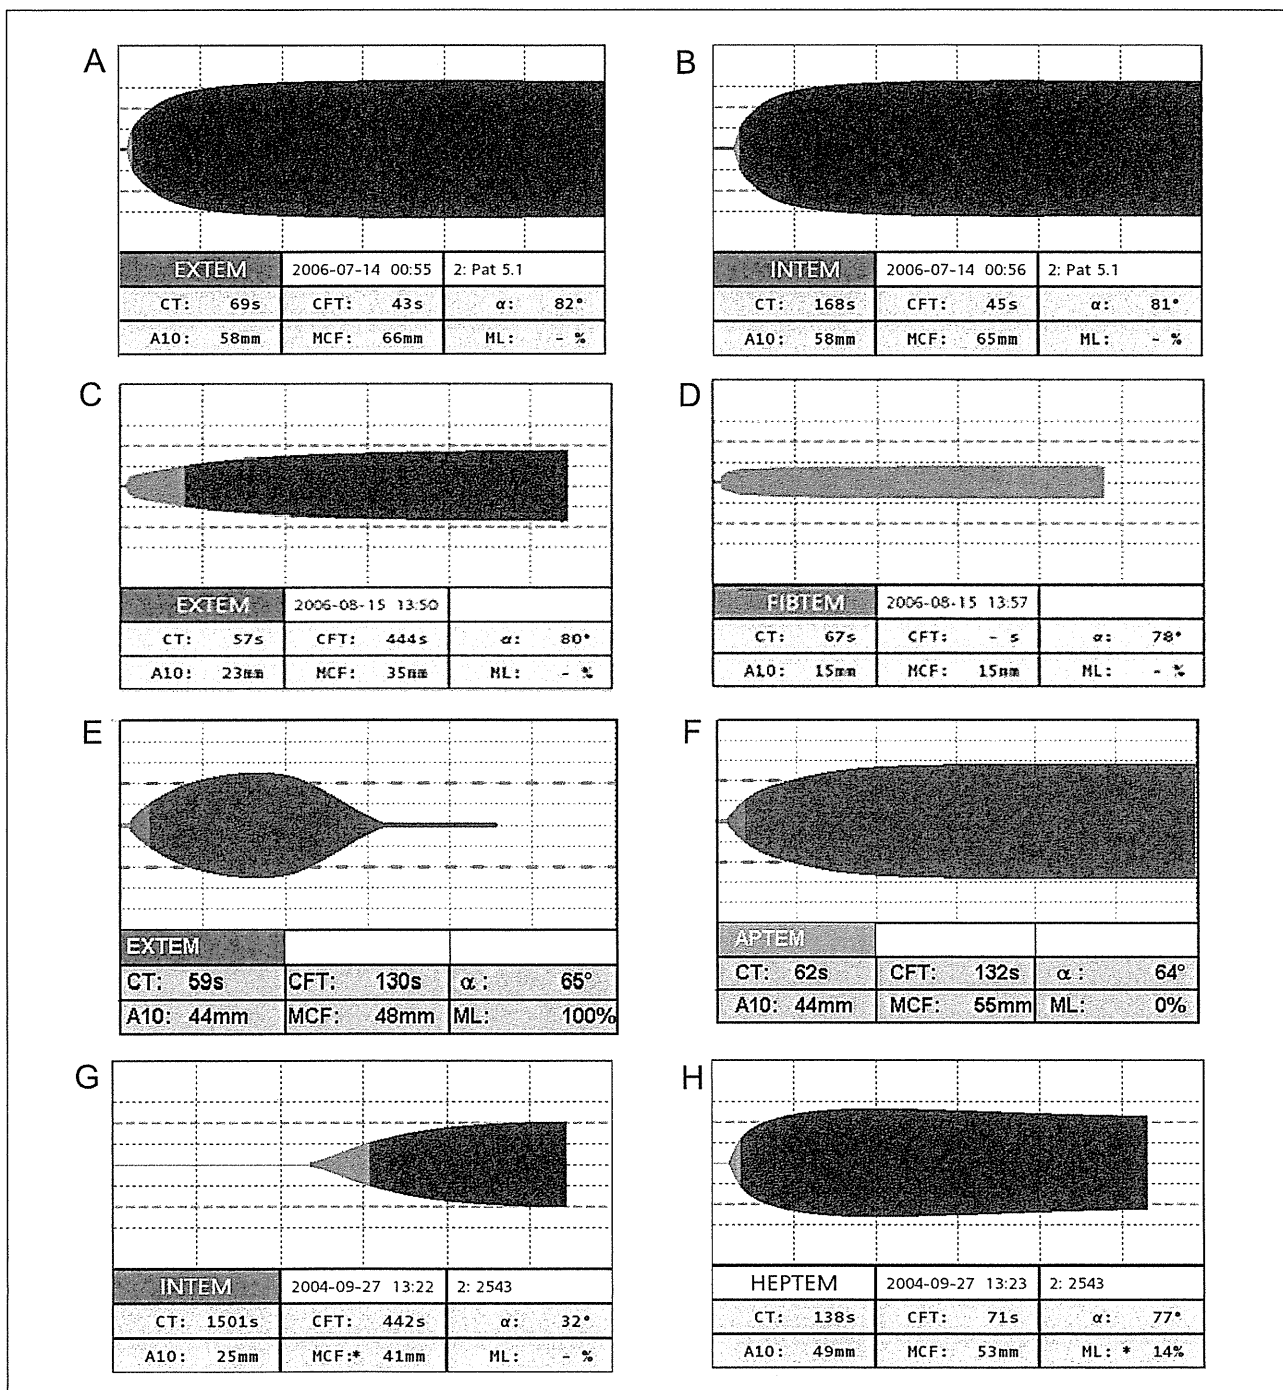 A
EXTEM 2006-07-14 00:55 2: Pat 5.1
CT: 69s CFT: 43s α: 82°
A10: 58mm MCF: 66mm ML: - %
B
INTEM 2006-07-14 00:56 2: Pat 5.1
CT: 168s CFT: 45s α: 81°
A10: 58mm MCF: 65mm ML: - %
C
EXTEM 2006-08-15 13:50
CT: 57s CFT: 444s α: 80°
A10: 23mm MCF: 35mm ML: - %
D
FIBTEM 2006-08-15 13:57
CT: 67s CFT: - s α: 78°
A10: 15mm MCF: 15mm ML: - %
E
EXTEM
CT: 59s CFT: 130s α: 65°
A10: 44mm MCF: 48mm ML: 100%
F
APTEM
CT: 62s CFT: 132s α: 64°
A10: 44mm MCF: 55mm ML: 0%
G
INTEM 2004-09-27 13:22 2: 2543
CT: 1501s CFT: 442s α: 32°
A10: 25mm MCF:* 41mm ML: - %
H
HEPTEM 2004-09-27 13:23 2: 2543
CT: 138s CFT: 71s α: 77°
A10: 49mm MCF: 53mm ML: * 14%